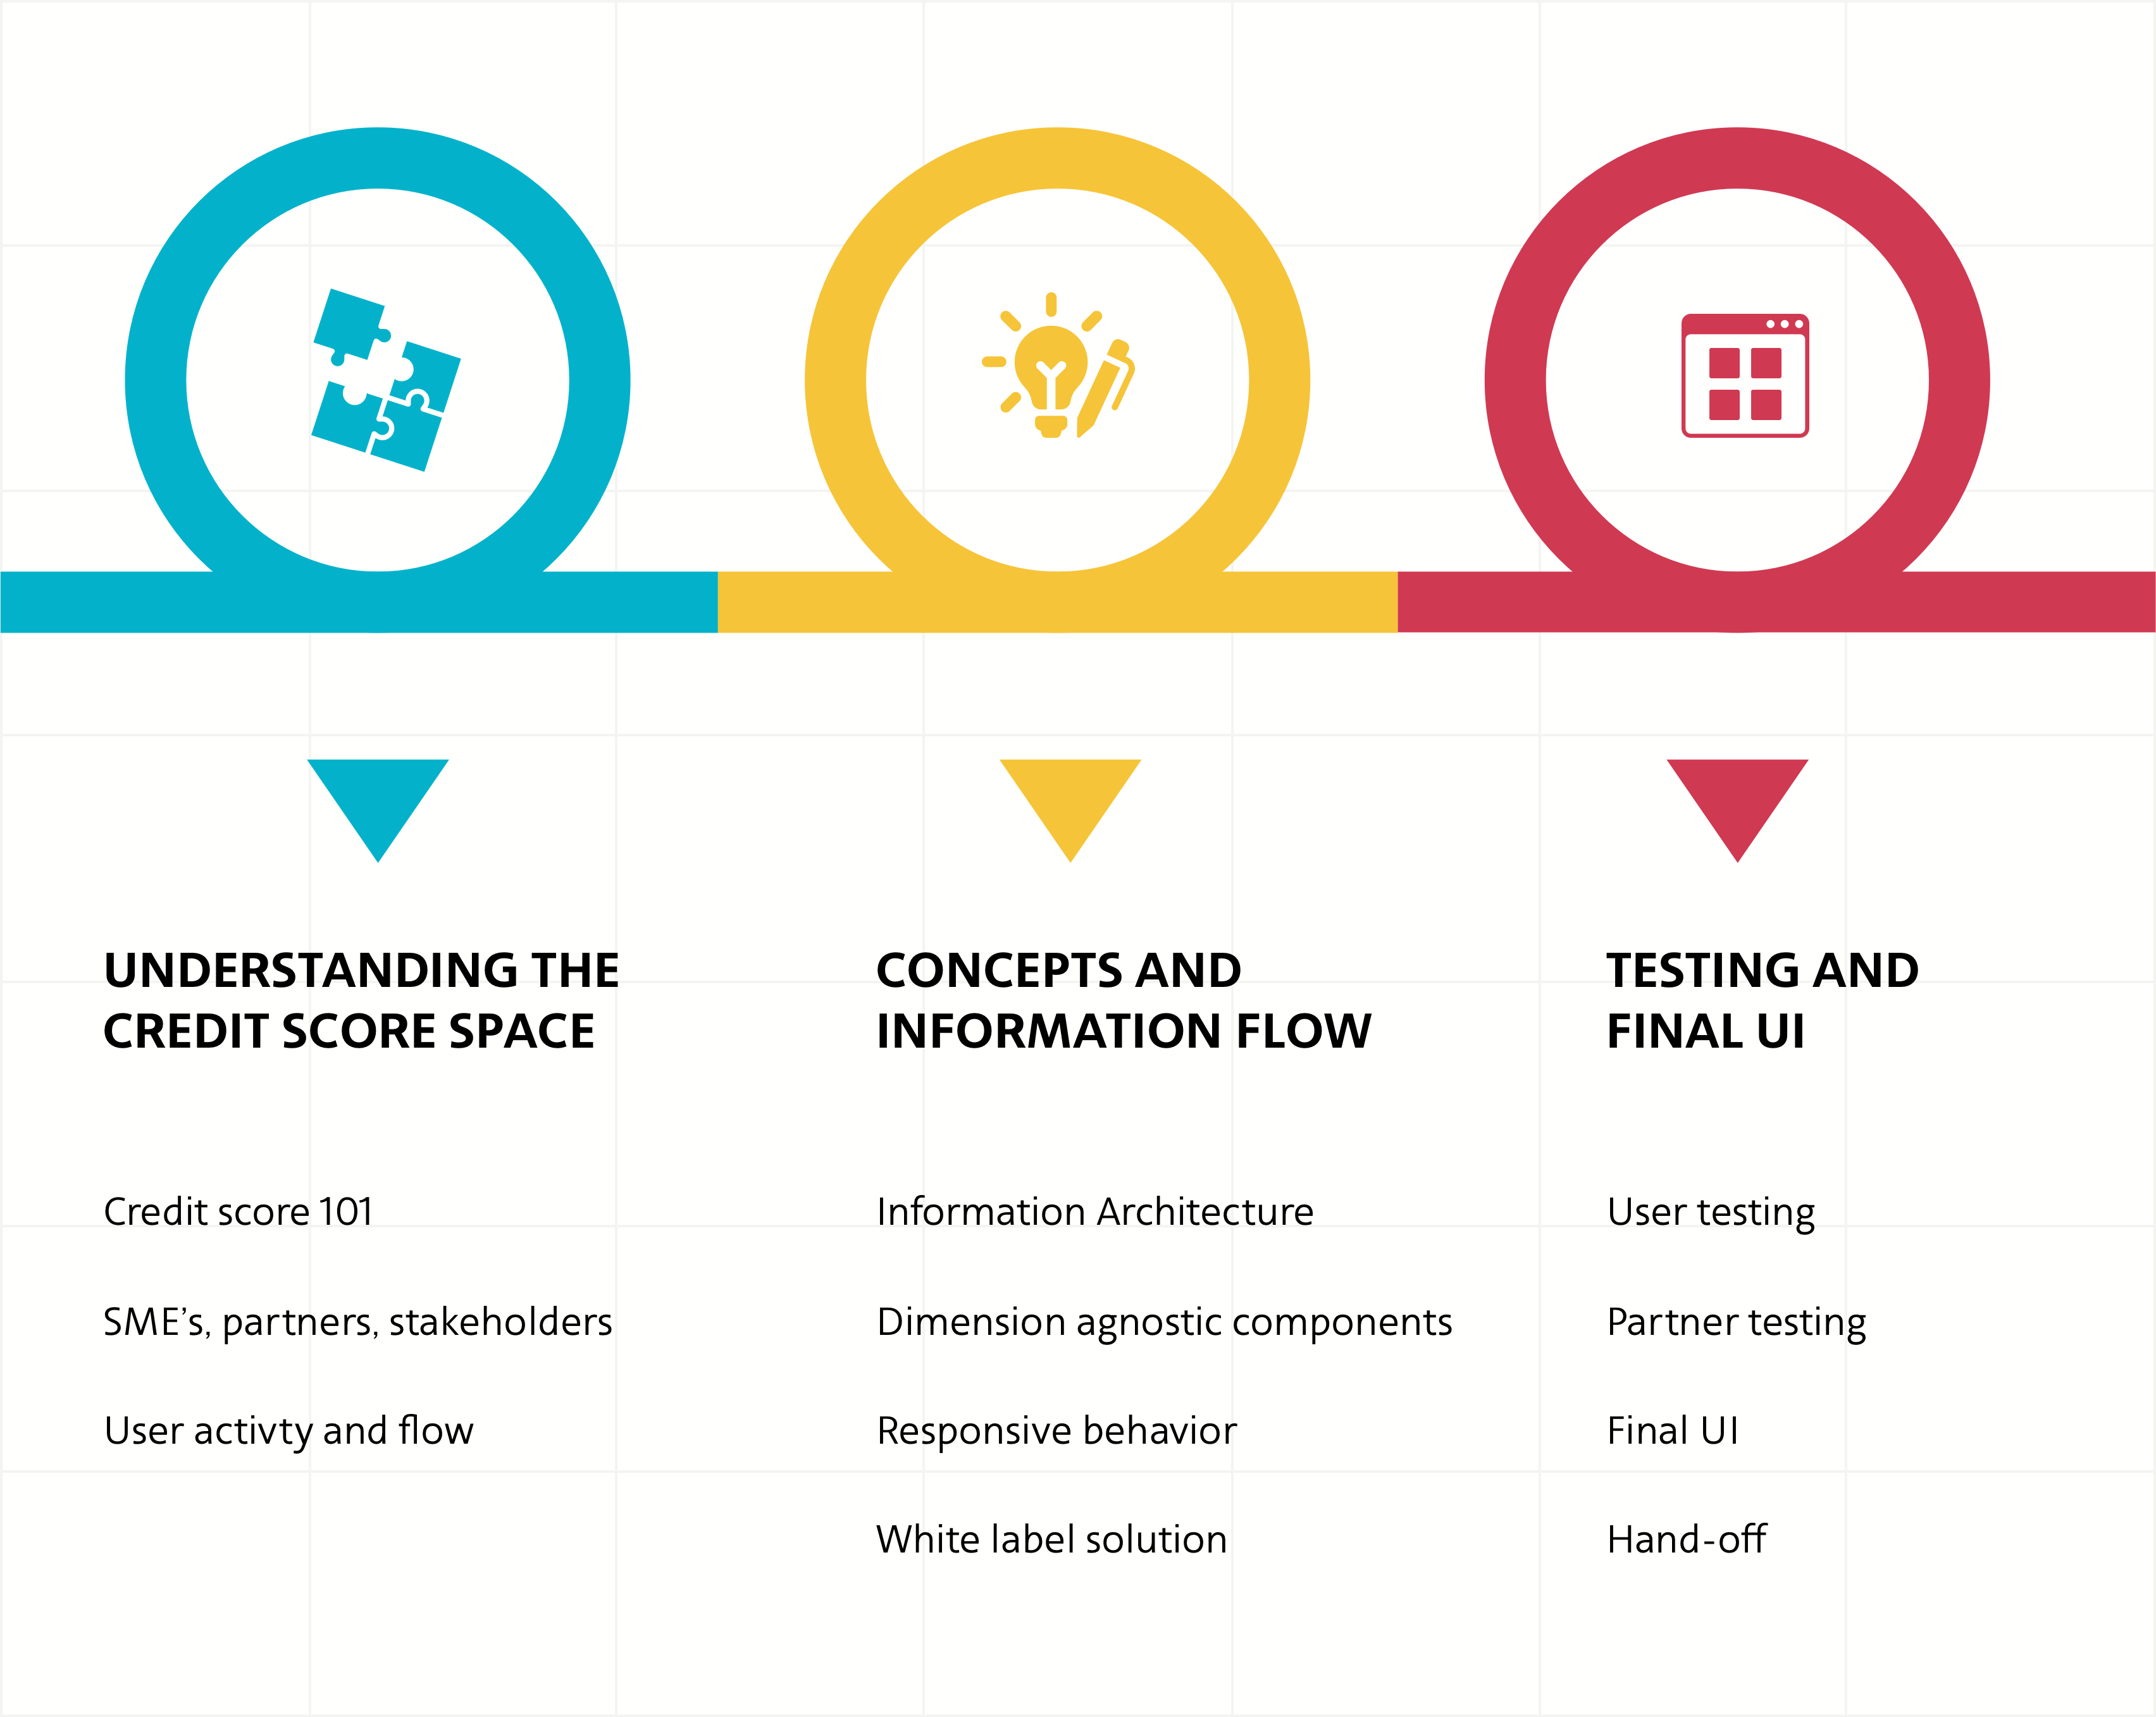 UNDERSTANDING THE
CREDIT SCORE SPACE
Credit score 101
SME’s, partners, stakeholders
User activty and flow
CONCEPTS AND
INFORMATION FLOW
Information Architecture
Dimension agnostic components
Responsive behavior
White label solution
TESTING AND
FINAL UI
User testing
Partner testing
Final UI
Hand-off